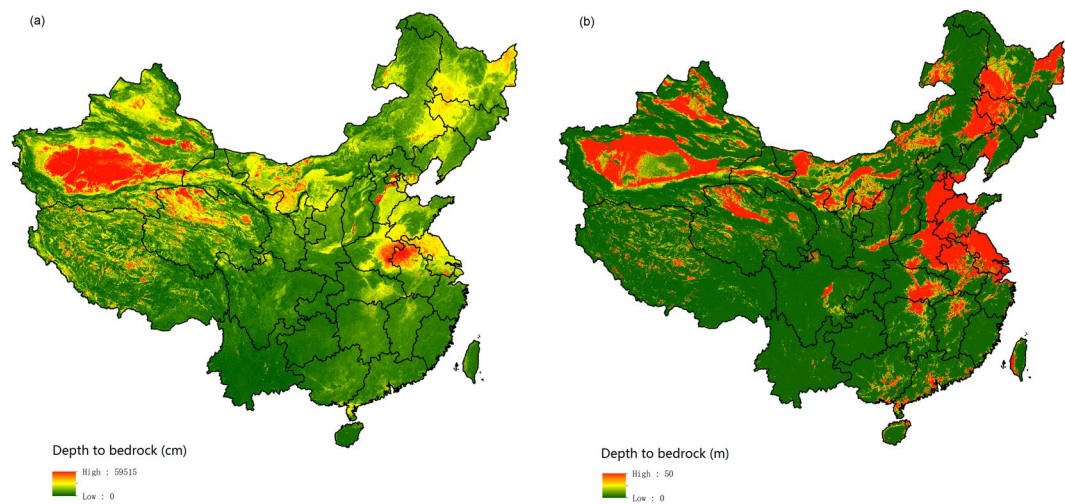 (a)
(b)
Depth to bedrock (cm)
High : 59515
Low : 0
Depth to bedrock (m)
High : 50
Low : 0